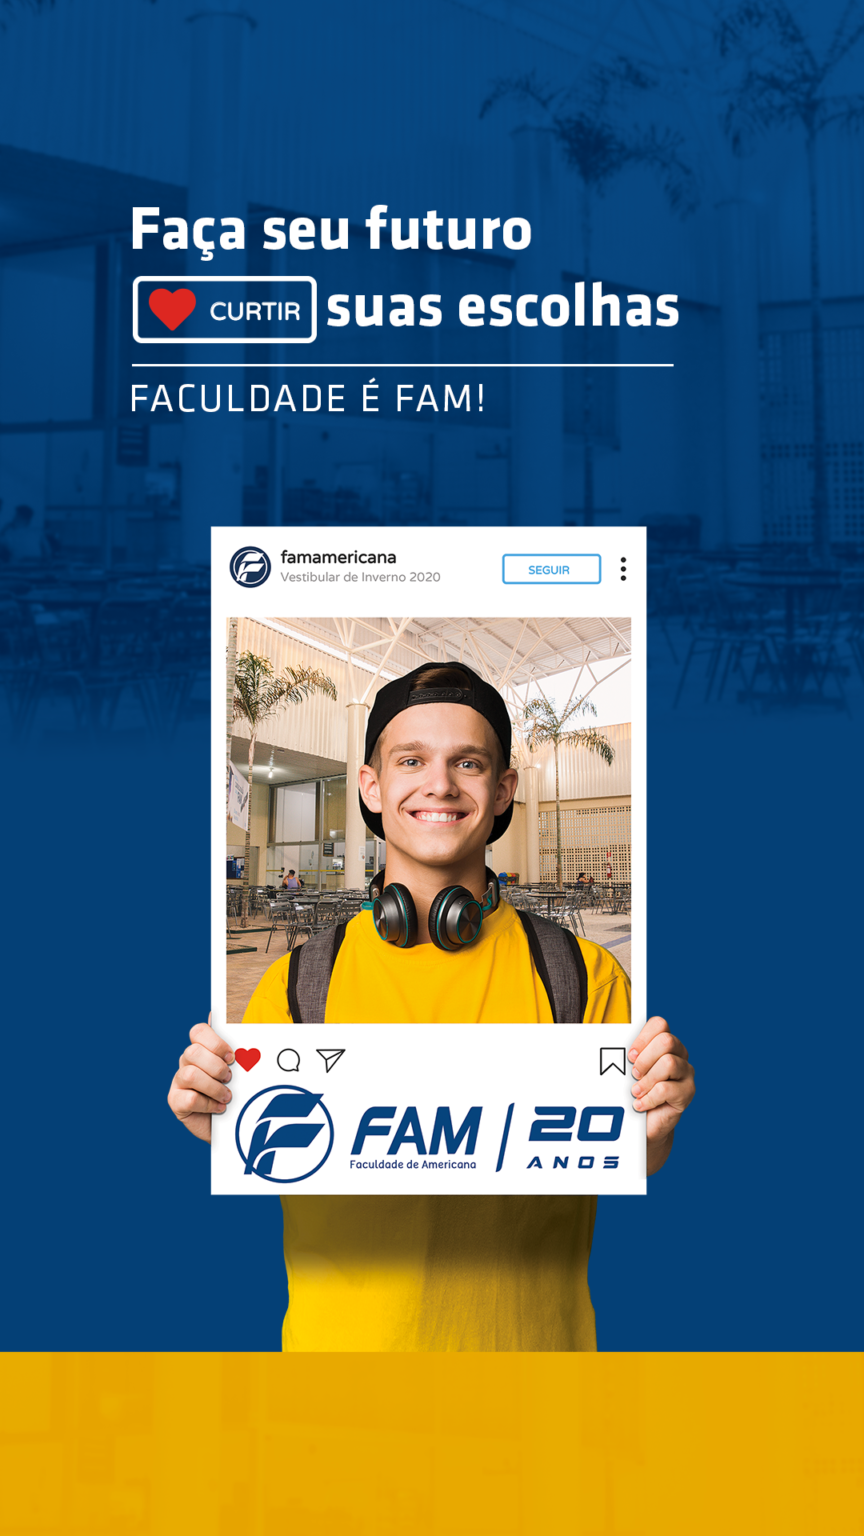 Faça seu futuro
CURTIR suas escolhas
FACULDADE É FAM!
famamericana
Vestibular de Inverno 2020
SEGUIR
FAM
Faculdade de Americana
20
ANOS